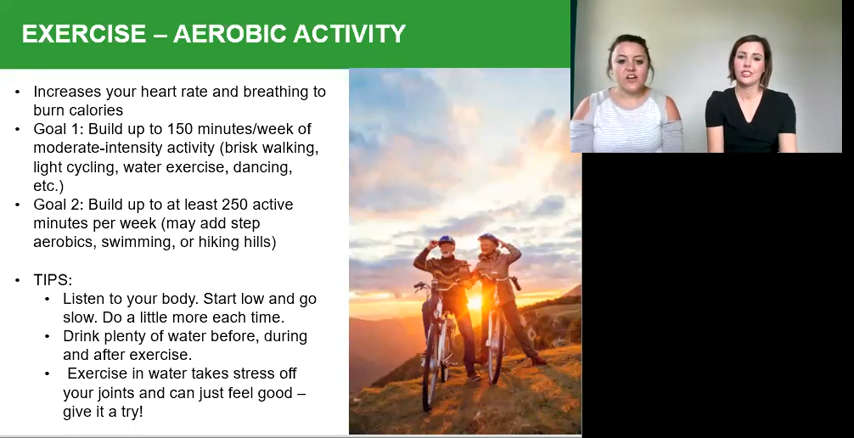 EXERCISE – AEROBIC ACTIVITY
• Increases your heart rate and breathing to
burn calories
• Goal 1: Build up to 150 minutes/week of
moderate-intensity activity (brisk walking,
light cycling, water exercise, dancing,
etc.)
• Goal 2: Build up to at least 250 active
minutes per week (may add step
aerobics, swimming, or hiking hills)
• TIPS:
• Listen to your body. Start low and go
slow. Do a little more each time.
• Drink plenty of water before, during
and after exercise.
• Exercise in water takes stress off
your joints and can just feel good –
give it a try!